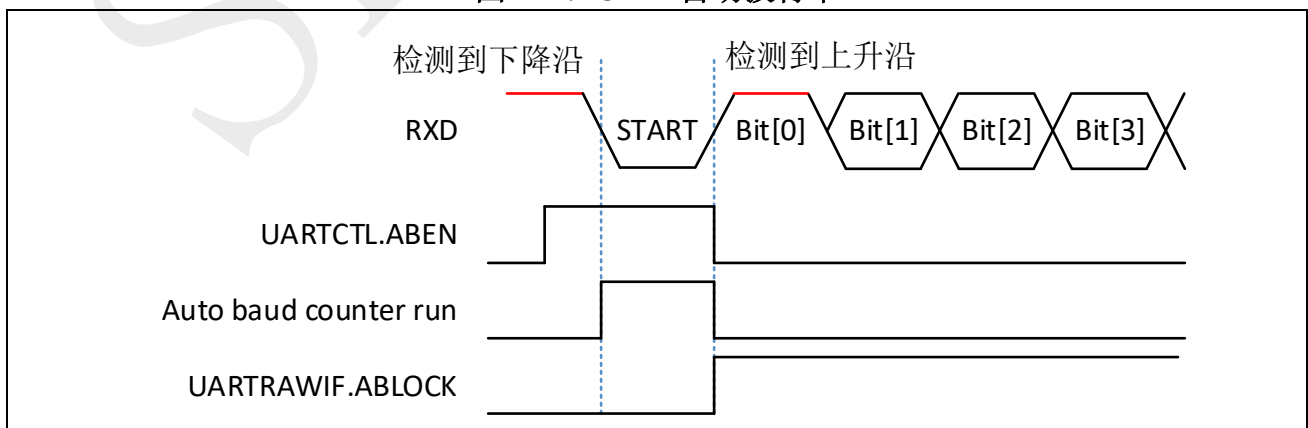 检测到下降沿 检测到上升沿
RXD START Bit[0] Bit[1] Bit[2] Bit[3]
UARTCTL.ABEN
Auto baud counter run
UARTRAWIF.ABLOCK